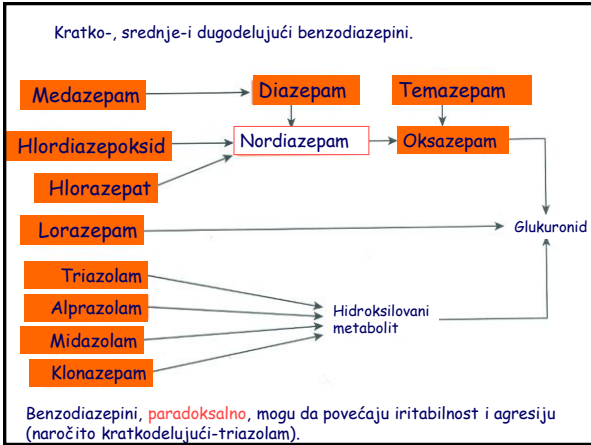 Kratko-, srednje-i dugodelujući benzodiazepini.
Medazepam
Diazepam
Temazepam
Hlordiazepoksid
Nordiazepam
Oksazepam
Hlorazepat
Lorazepam
Glukuronid
Triazolam
Alprazolam
Hidroksilovani
metabolit
Midazolam
Klonazepam
Benzodiazepini, paradoksalno, mogu da povećaju iritabilnost i agresiju
(naročito kratkodelujući-triazolam).